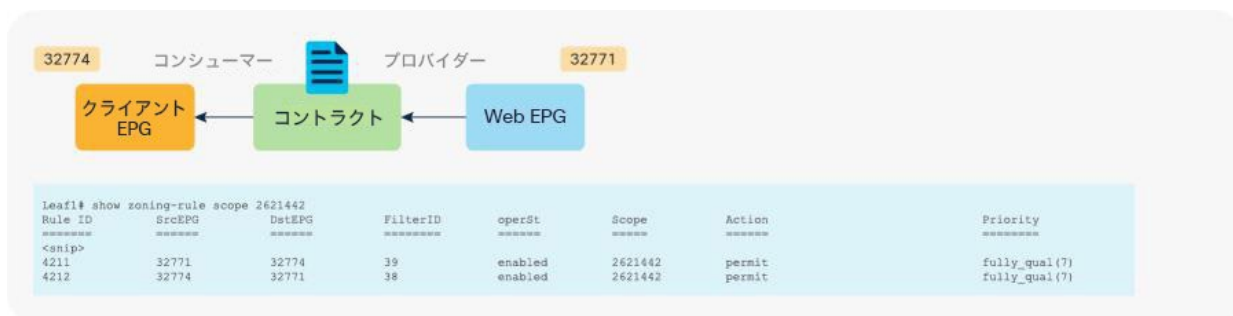 32774 コンシューマー プロバイダー 32771
クライアント
EPG
コントラクト
Web EPG
Leaf1# show zoning-rule scope 2621442
Rule ID SrcEPG DstEPG FilterID operSt Scope Action Priority
======= ====== ====== ======== ====== ===== ====== ========
<snip>
4211 32771 32774 39 enabled 2621442 permit fully_qual(7)
4212 32774 32771 38 enabled 2621442 permit fully_qual(7)